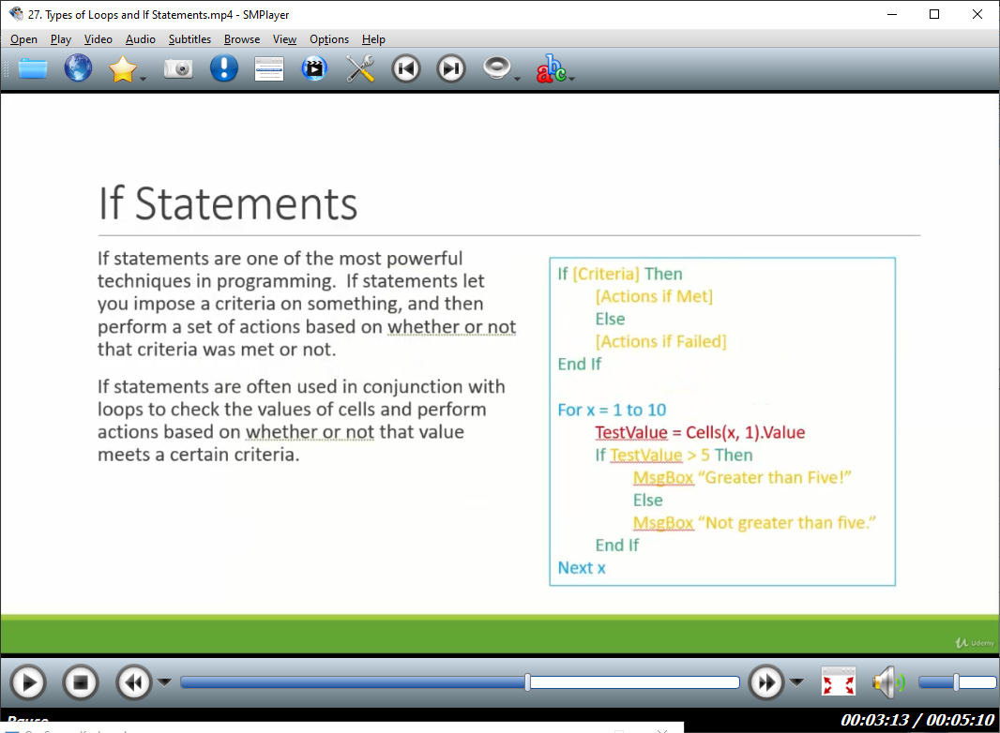 27. Types of Loops and If Statements.mp4 - SMPlayer
Open Play Video Audio Subtitles Browse View Options Help
abc
If Statements
If statements are one of the most powerful
techniques in programming. If statements let
you impose a criteria on something, and then
perform a set of actions based on whether or not
that criteria was met or not.
If statements are often used in conjunction with
loops to check the values of cells and perform
actions based on whether or not that value
meets a certain criteria.
If [Criteria] Then
[Actions if Met]
Else
[Actions if Failed]
End If
For x = 1 to 10
TestValue = Cells(x, 1).Value
If TestValue > 5 Then
MsgBox “Greater than Five!”
Else
MsgBox “Not greater than five.”
End If
Next x
Udemy
Pause
00:03:13 / 00:05:10